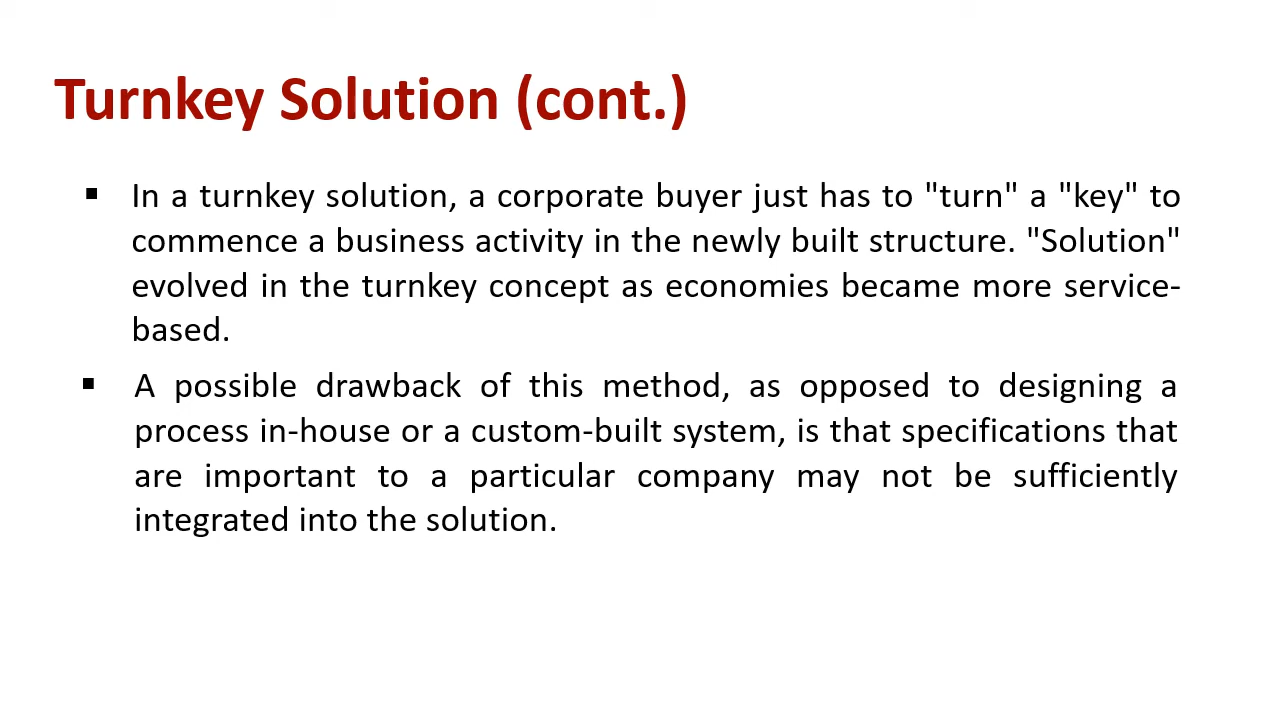 Turnkey Solution (cont.)
▪ In a turnkey solution, a corporate buyer just has to "turn" a "key" to
commence a business activity in the newly built structure. "Solution"
evolved in the turnkey concept as economies became more service-
based.
▪ A possible drawback of this method, as opposed to designing a
process in-house or a custom-built system, is that specifications that
are important to a particular company may not be sufficiently
integrated into the solution.